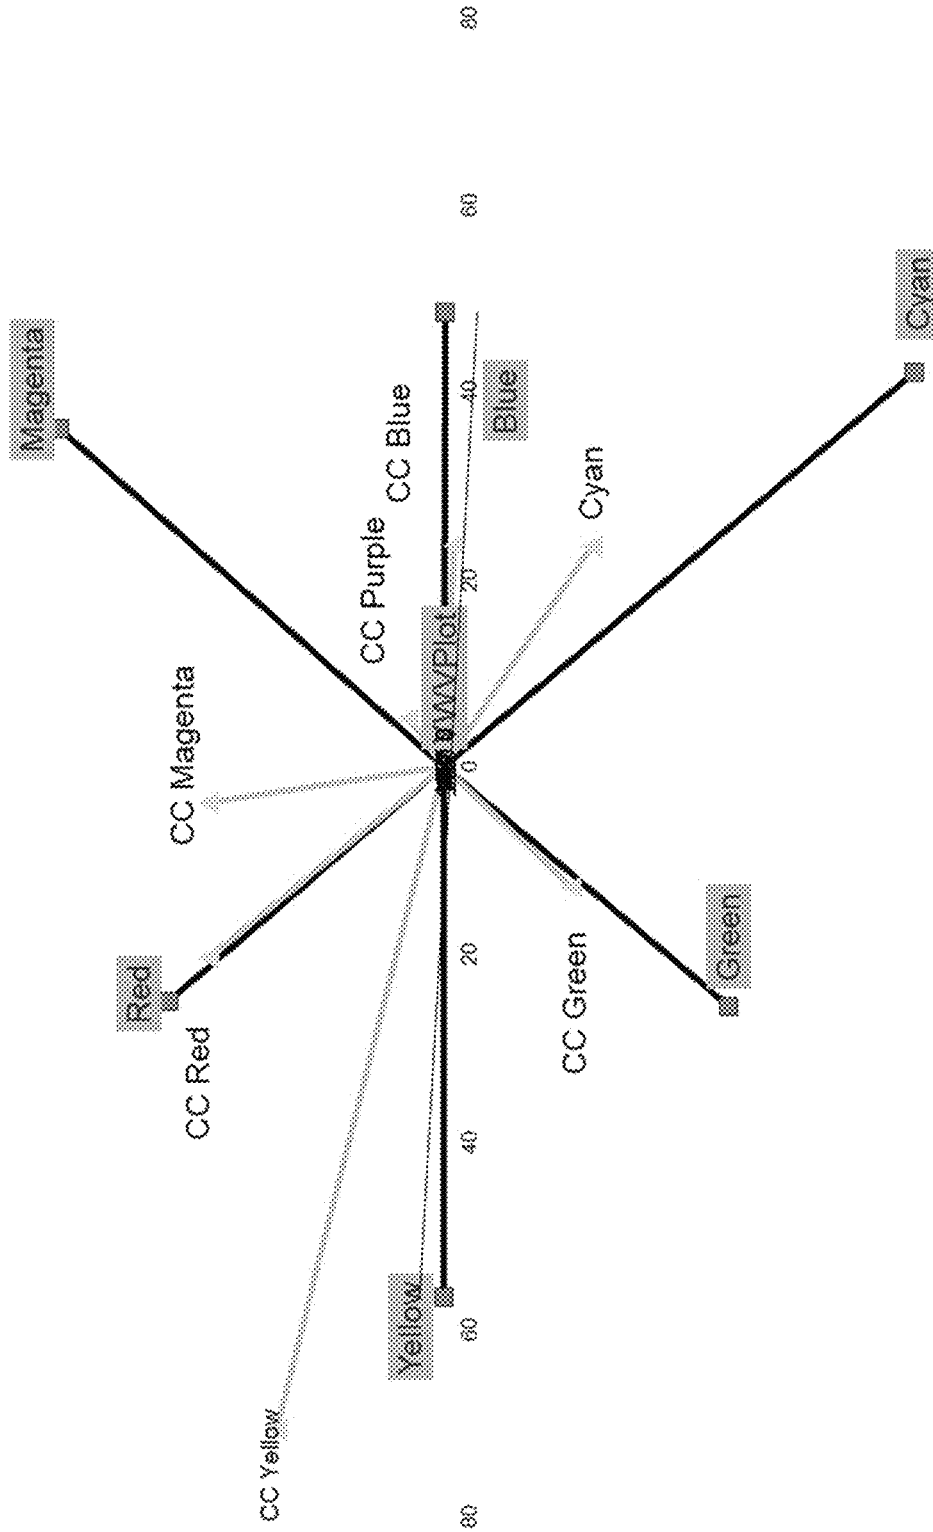 Magenta
Cyan
CC Blue
Blue
CC Purple
Cyan
WVPlot
CC Magenta
Red
CC Red
Green
CC Green
Yellow
CC Yellow
80
60
40
20
0
20
40
60
80